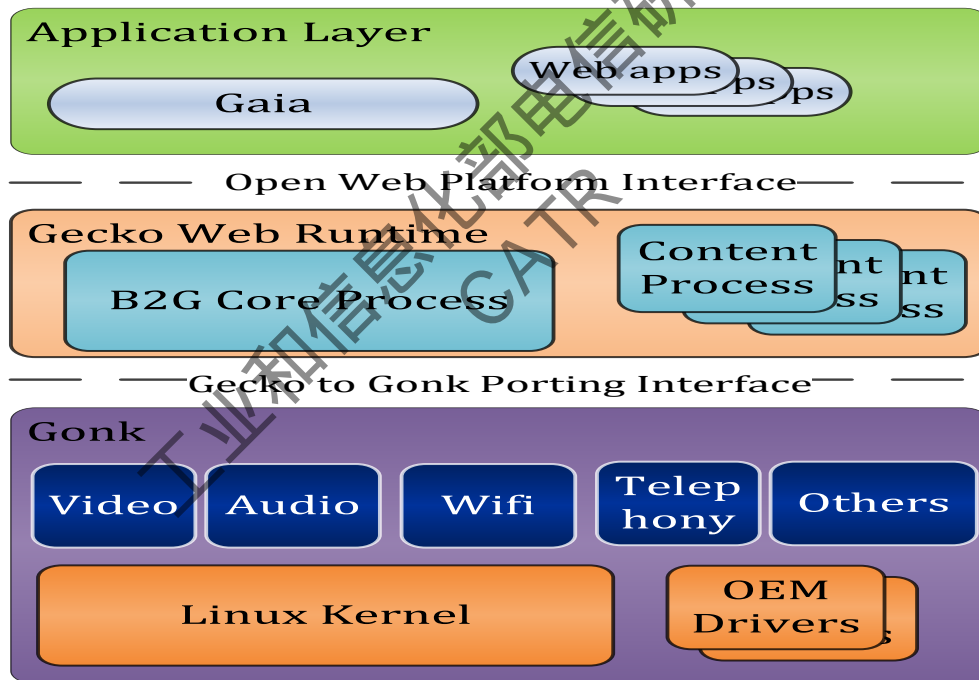 Application Layer
Web apps
ps
ps
Gaia
Open Web Platform Interface
Gecko Web Runtime
Content
Process
nt
ss
nt
ss
B2G Core Process
Gecko to Gonk Porting Interface
Gonk
Video
Audio
Wifi
Telep
hony
Others
Linux Kernel
OEM
Drivers
s
工业和信息化部电信研
CATR